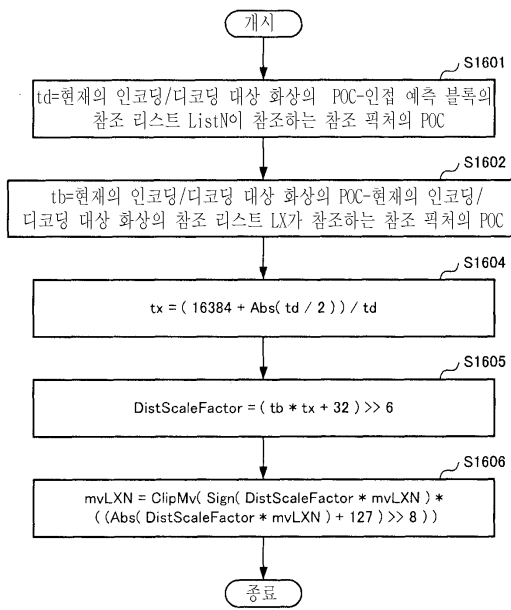 개시
S1601
td=현재의 인코딩/디코딩 대상 화상의 POC-인접 예측 블록의
참조 리스트 ListN이 참조하는 참조 픽처의 POC
S1602
tb=현재의 인코딩/디코딩 대상 화상의 POC-현재의 인코딩/
디코딩 대상 화상의 참조 리스트 LX가 참조하는 참조 픽처의 POC
S1604
tx = ( 16384 + Abs( td / 2 ) ) / td
S1605
DistScaleFactor = ( tb * tx + 32 ) >> 6
S1606
mvLXN = ClipMv( Sign( DistScaleFactor * mvLXN ) *
( (Abs( DistScaleFactor * mvLXN ) + 127 ) >> 8 ) )
종료